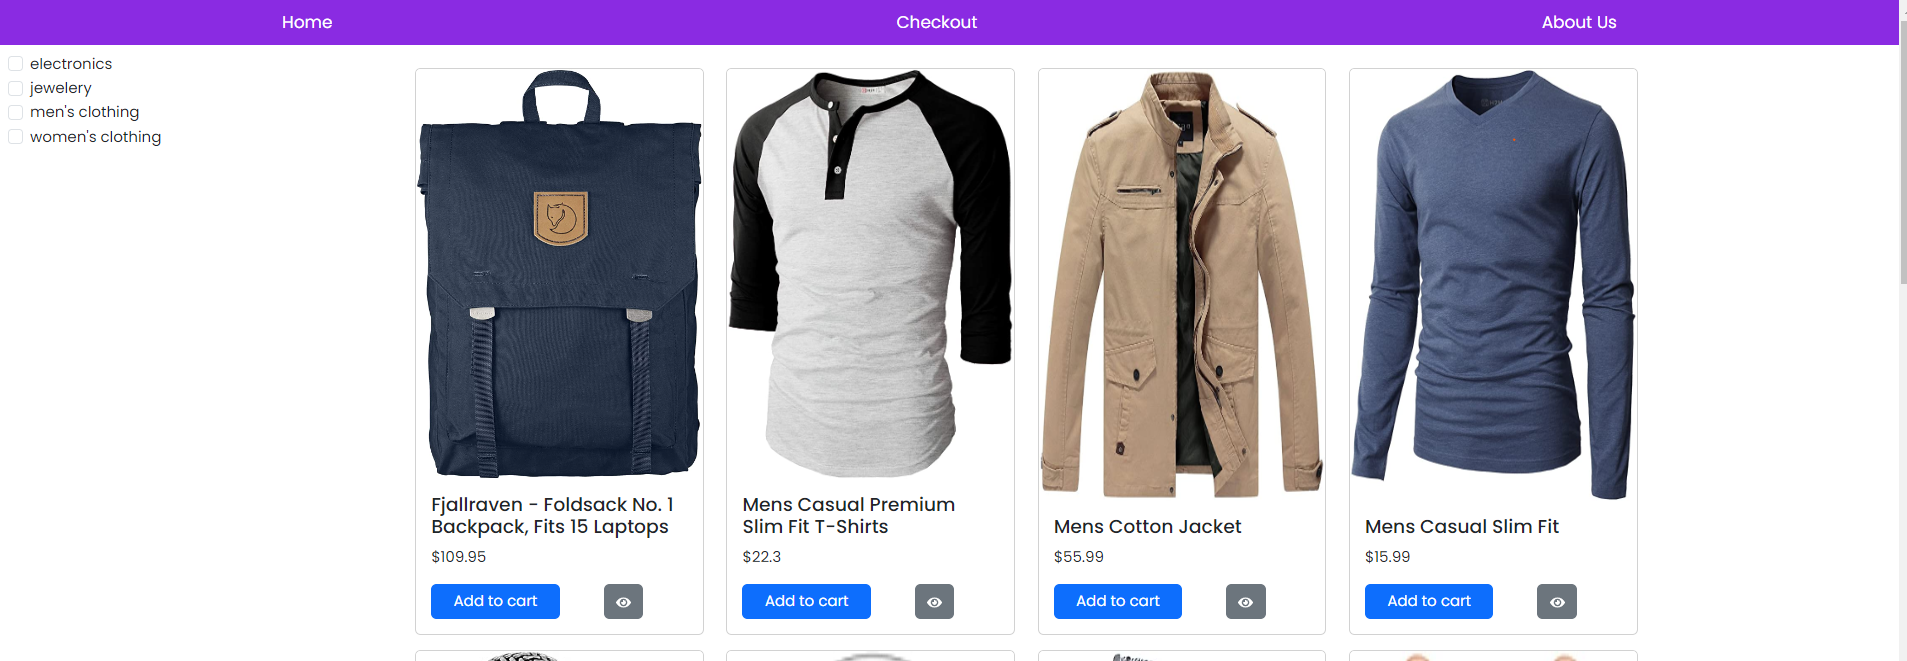 Home
Checkout
About Us
electronics
jewelery
men's clothing
women's clothing
Fjallraven - Foldsack No. 1
Backpack, Fits 15 Laptops
$109.95
Add to cart
Mens Casual Premium
Slim Fit T-Shirts
$22.3
Add to cart
Mens Cotton Jacket
$55.99
Add to cart
Mens Casual Slim Fit
$15.99
Add to cart